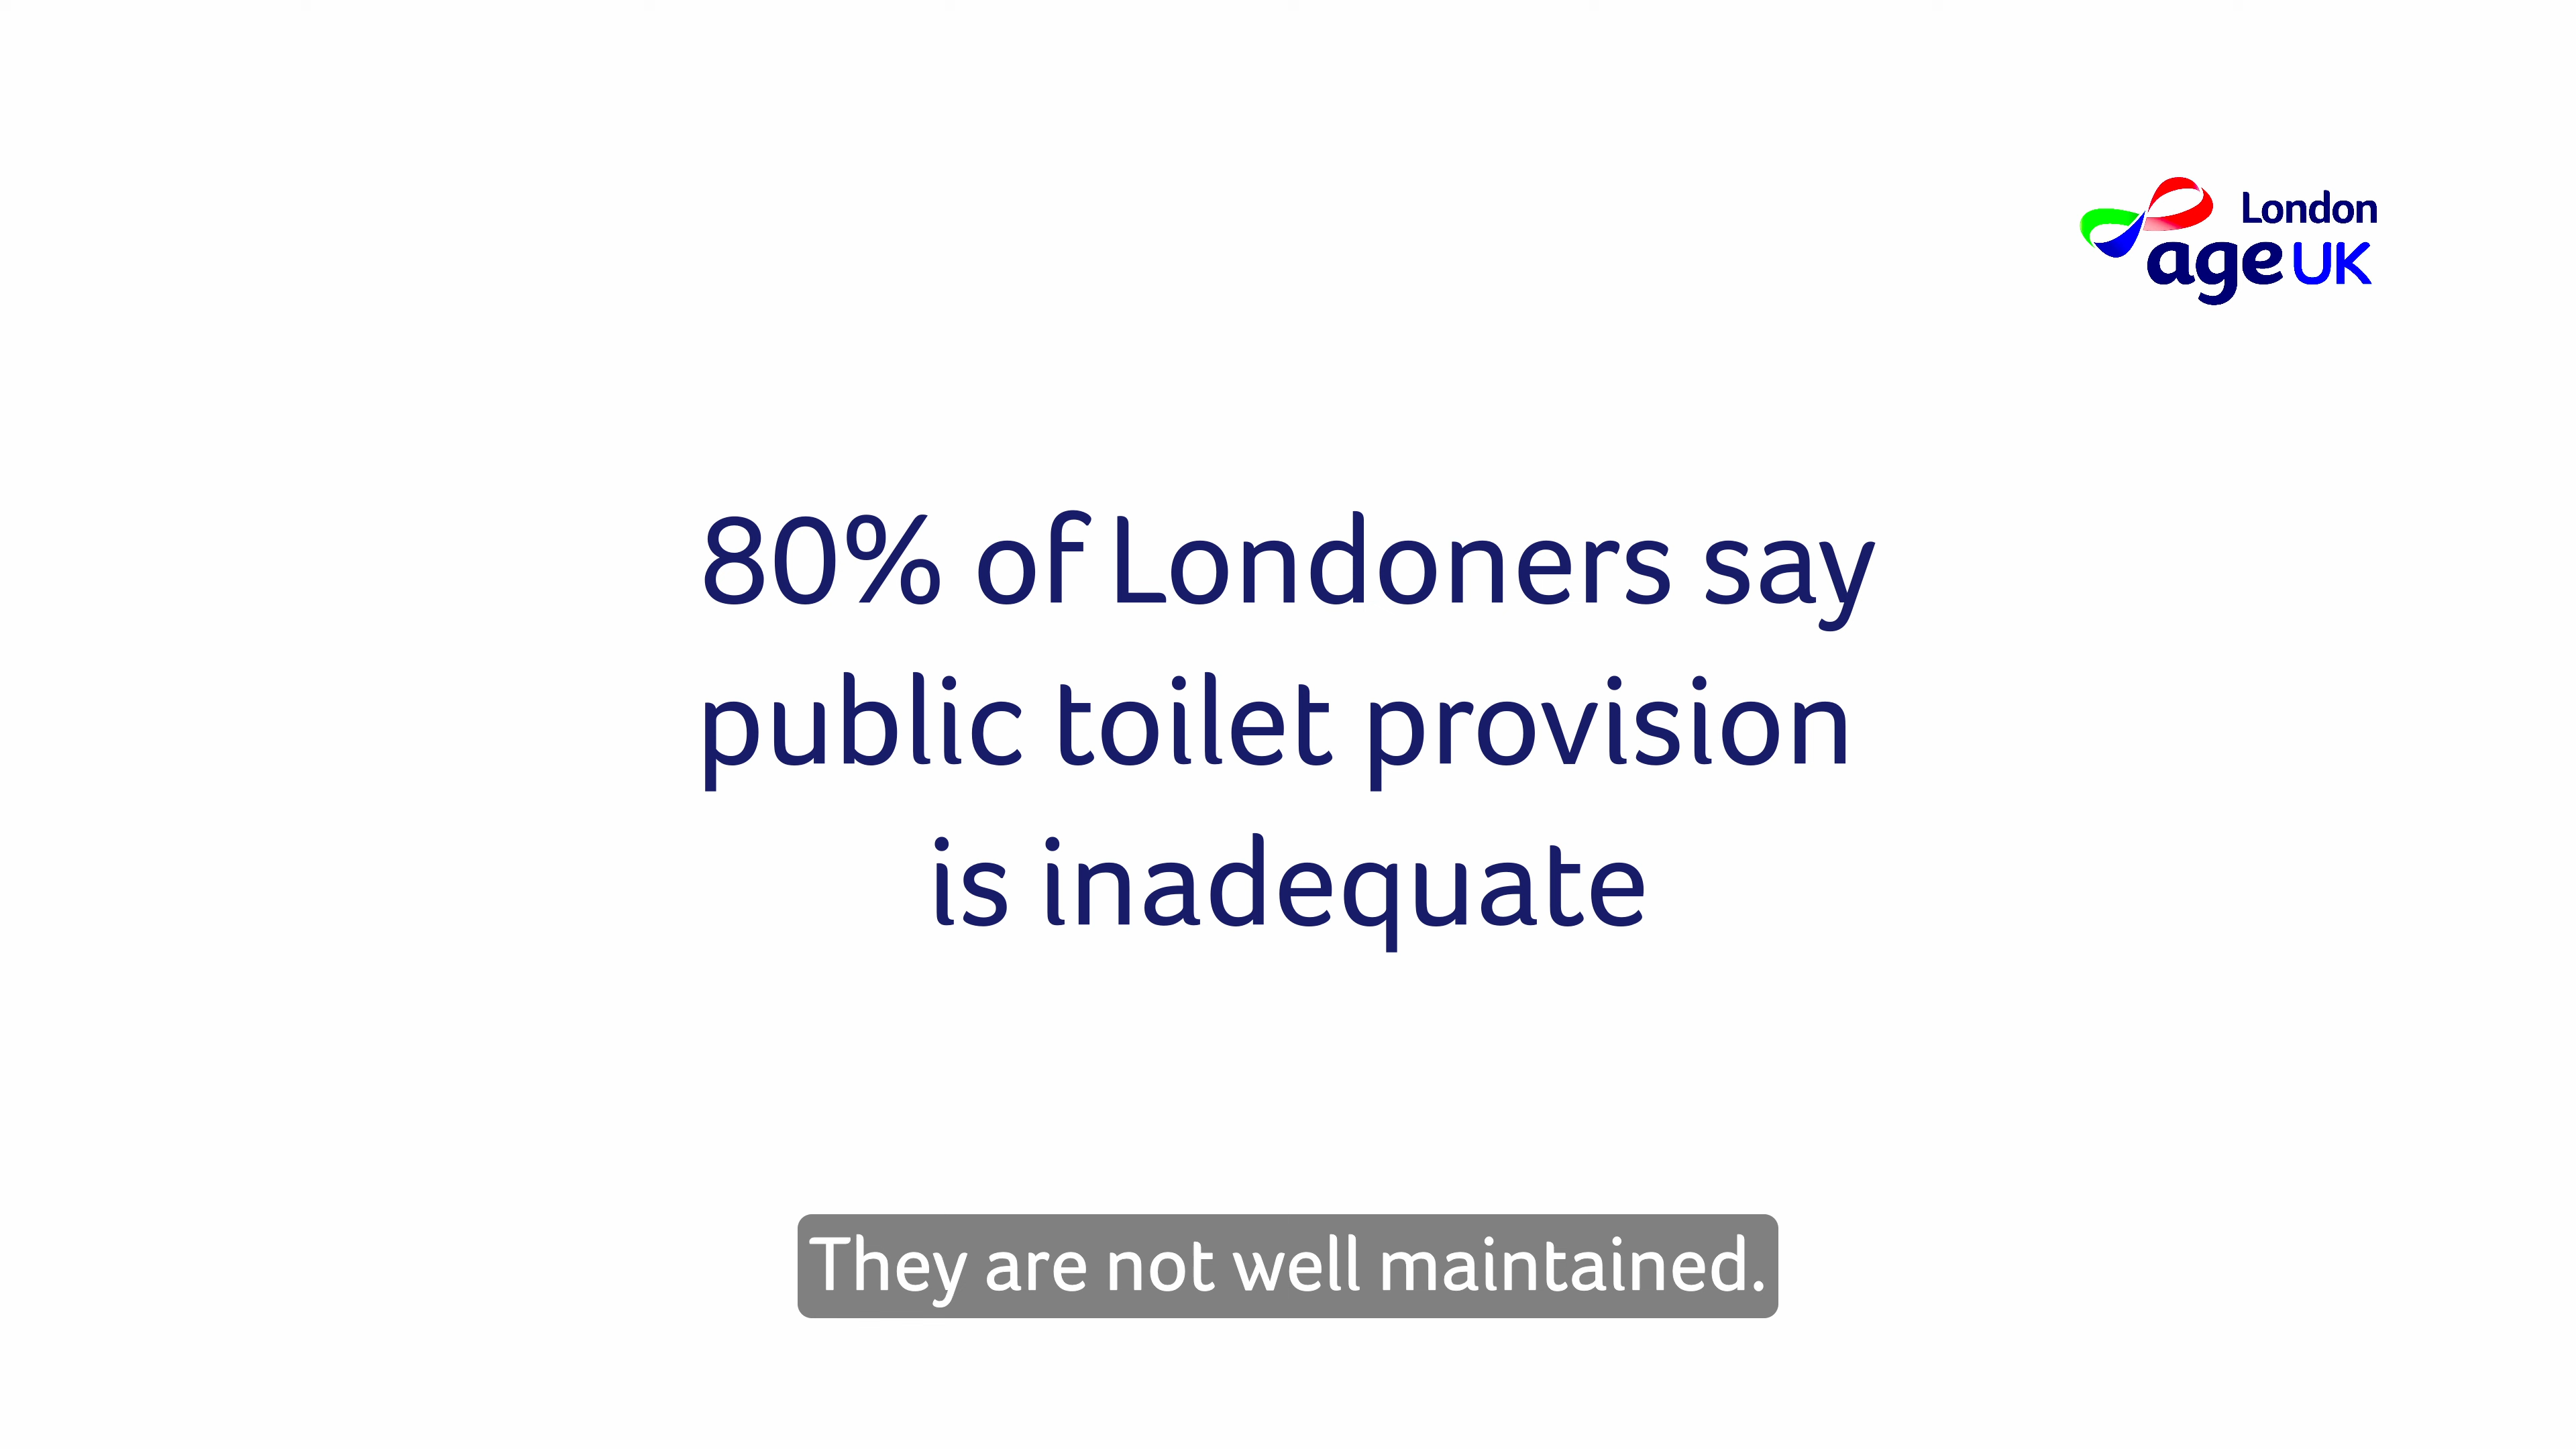 London
age UK
80% of Londoners say
public toilet provision
is inadequate
They are not well maintained.